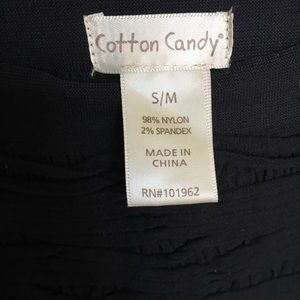 Cotton Candy®
S/M
98% NYLON
2% SPANDEX
MADE IN
CHINA
RN#101962